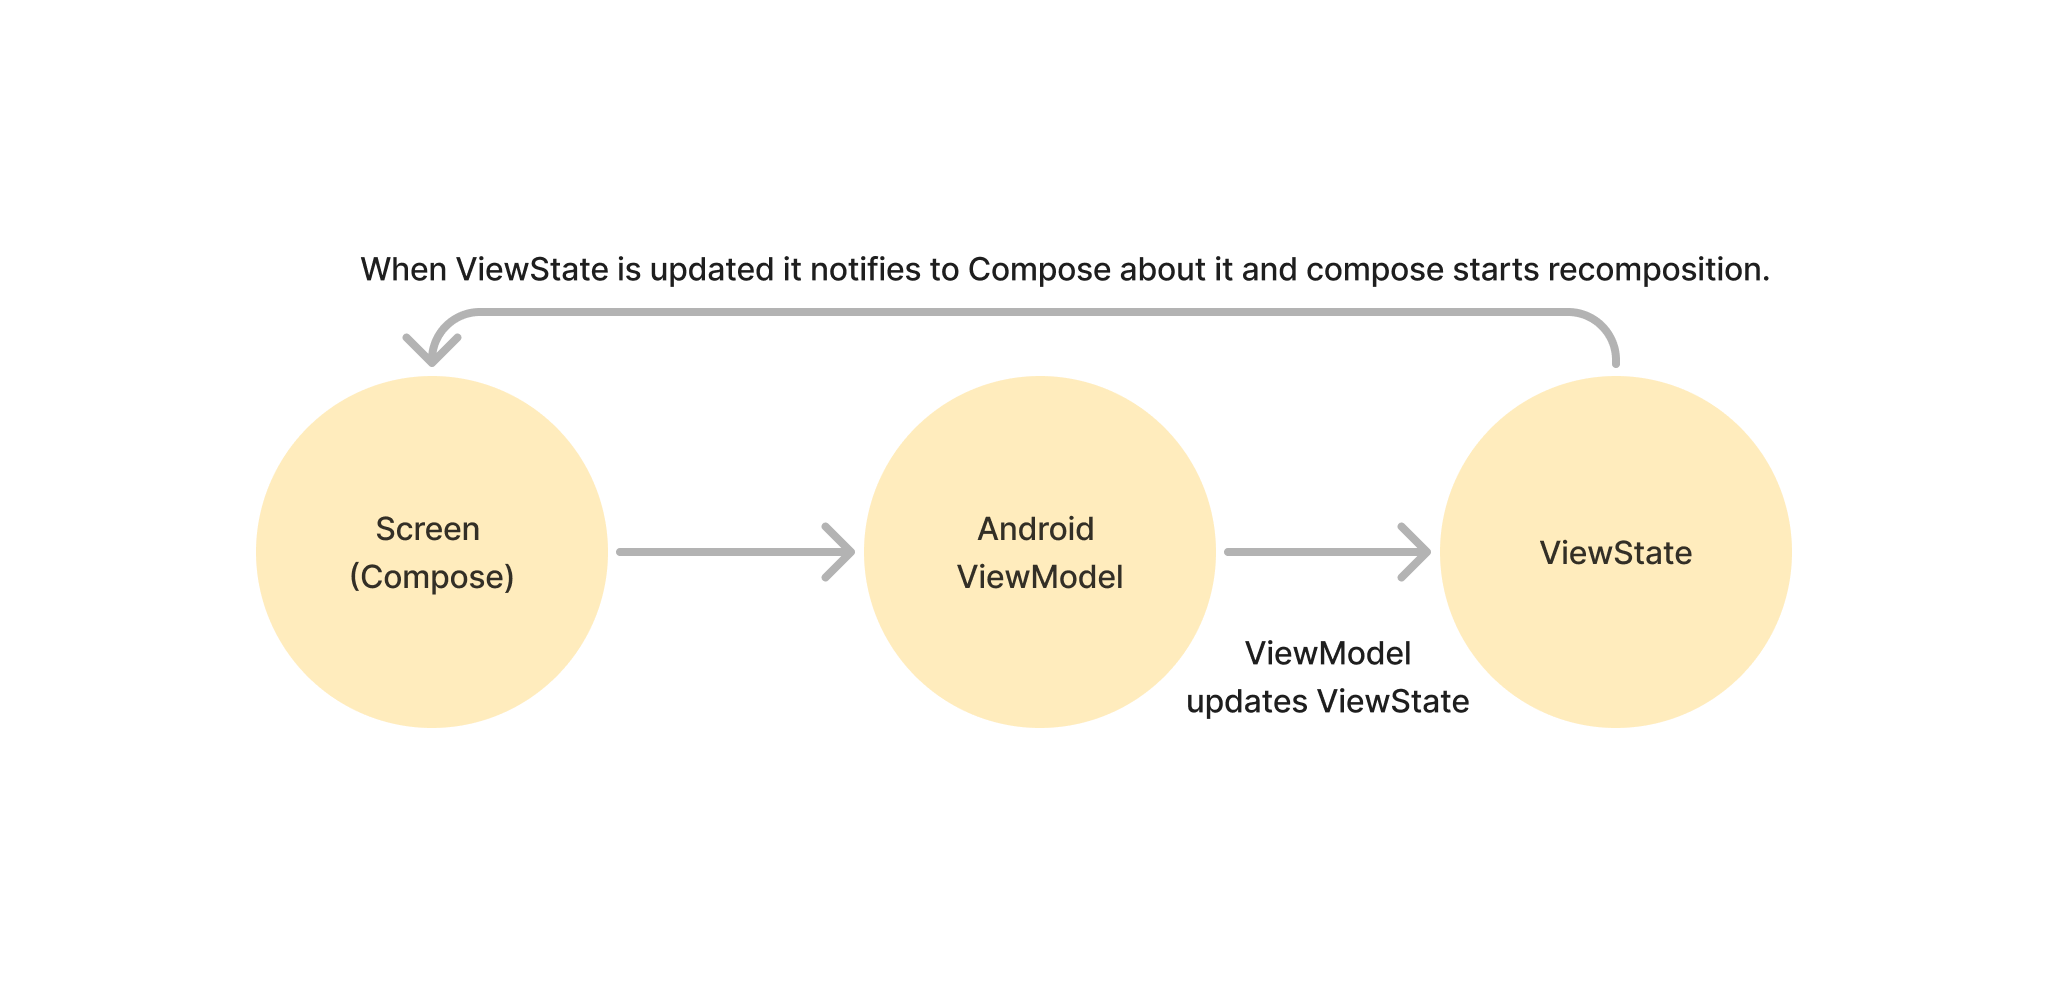 When ViewState is updated it notifies to Compose about it and compose starts recomposition.
Screen
(Compose)
Android
ViewModel
ViewState
ViewModel
updates ViewState